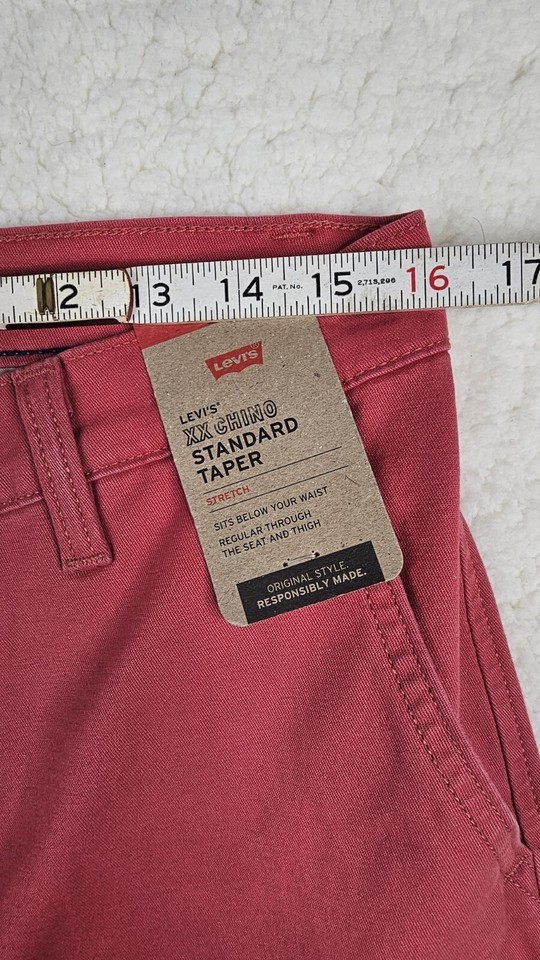 12 13 14 PAT. No. 15 2,713,296 16 17
Levi's
LEVI'S®
XX CHINO
STANDARD
TAPER
STRETCH
SITS BELOW YOUR WAIST
REGULAR THROUGH
THE SEAT AND THIGH
ORIGINAL STYLE.
RESPONSIBLY MADE.